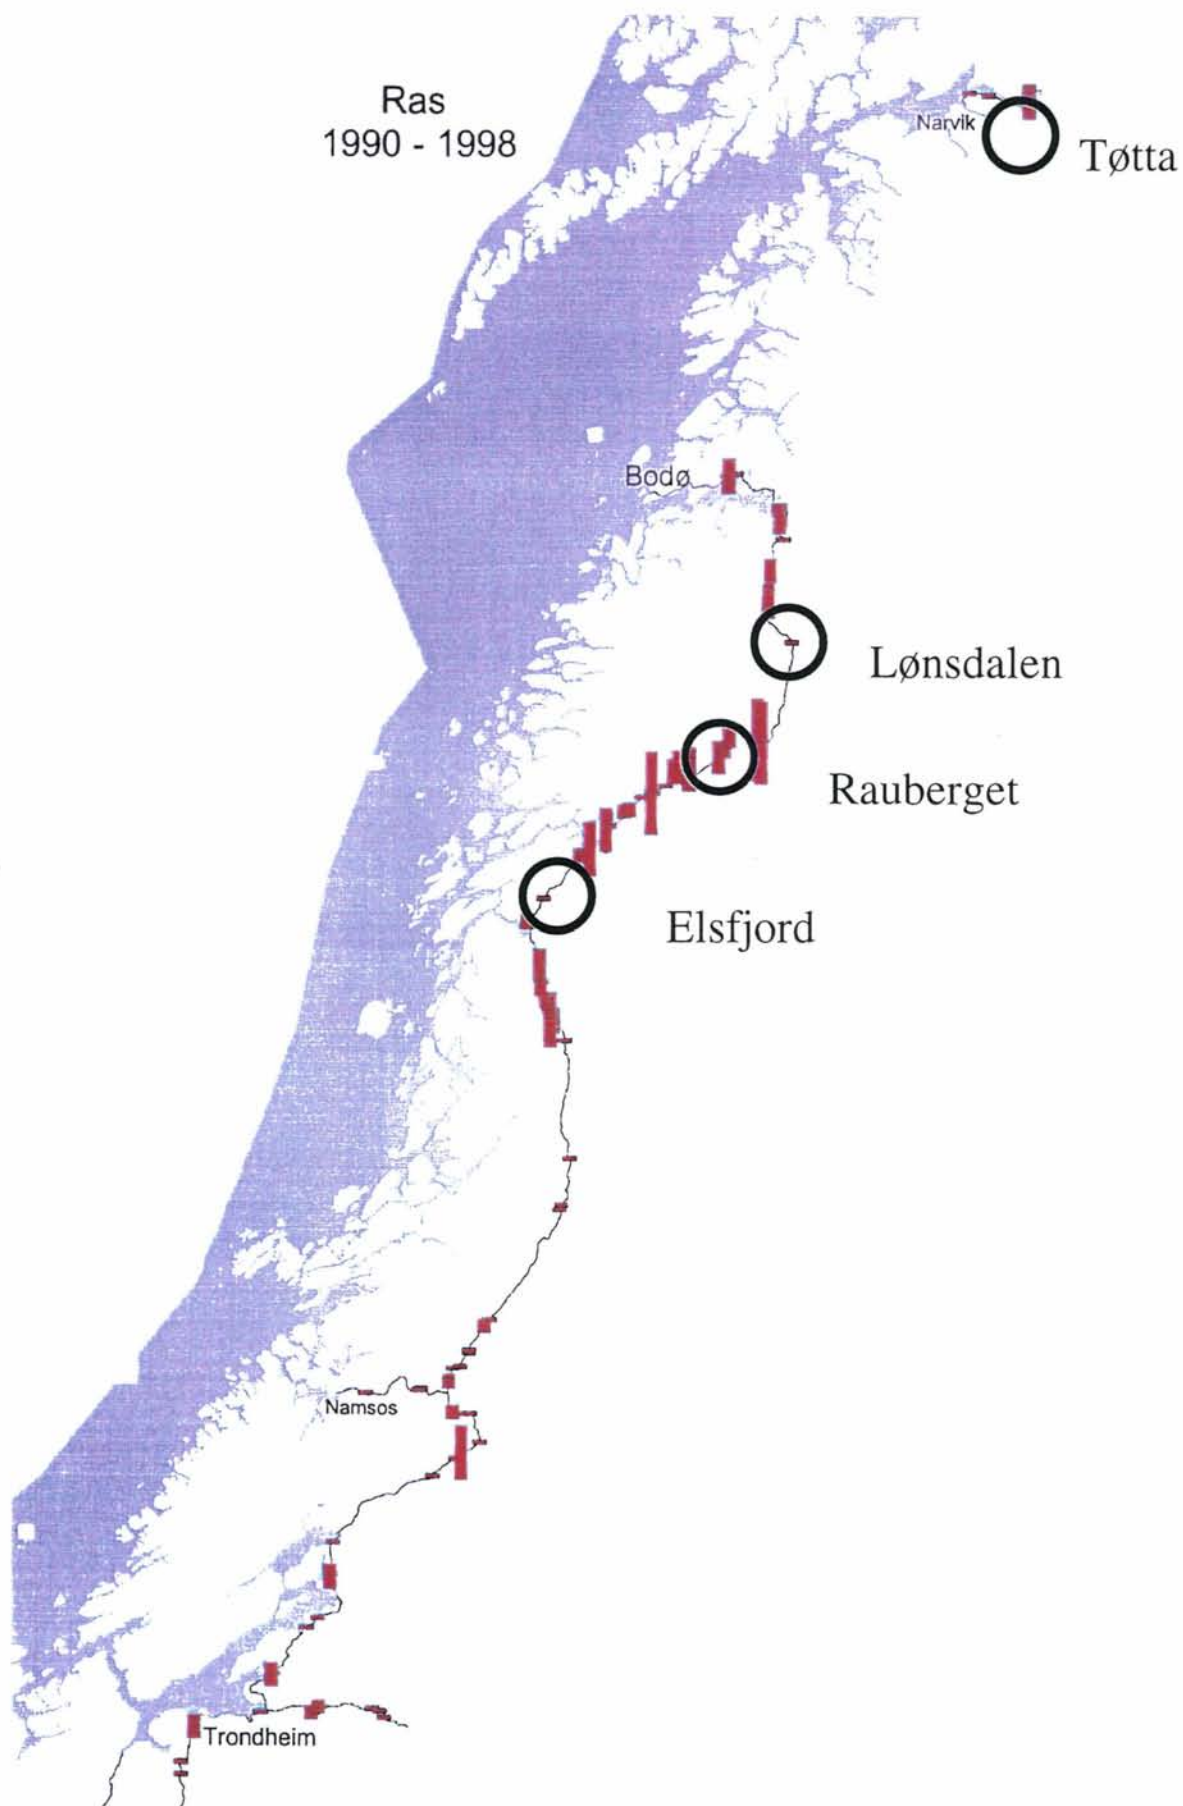 Ras
1990 - 1998
Narvik
Tøtta
Bodø
Lønsdalen
Rauberget
Elsfjord
Namsos
Trondheim